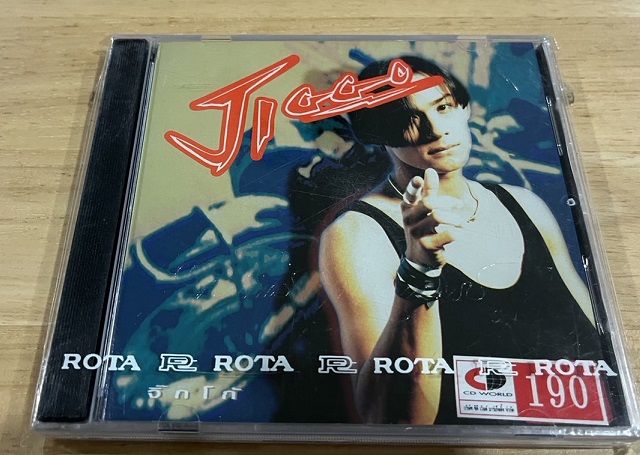 Jicco
ROTA R ROTA R ROTA R ROTA
จิ๊กโก๋
CD WORLD
190